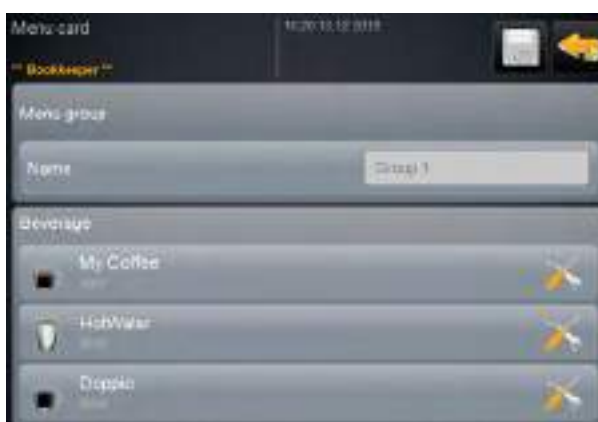 Menu card
** Bookkeeper **
Menu group
Name
Group 1
Beverage
My Coffee
HotWater
Doppio